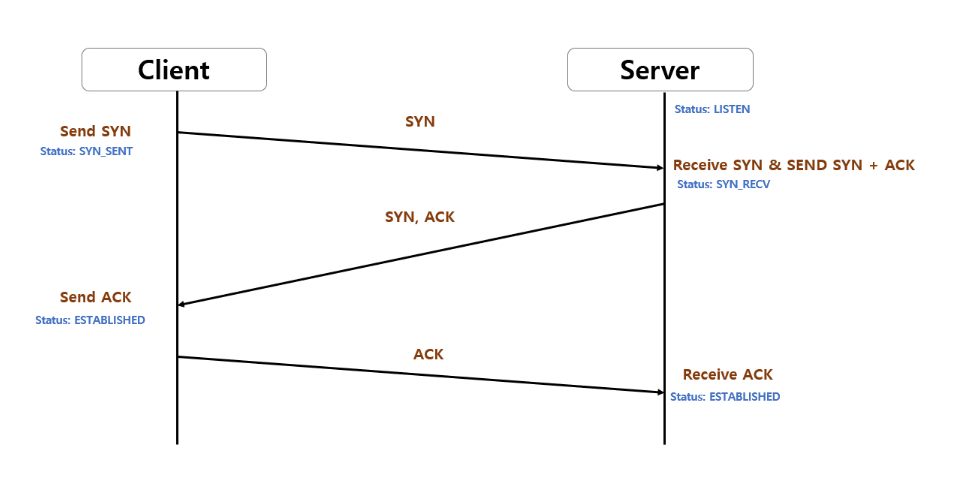 Client
Server
Status: LISTEN
Send SYN
SYN
Status: SYN_SENT
Receive SYN & SEND SYN + ACK
Status: SYN_RECV
SYN, ACK
Send ACK
Status: ESTABLISHED
ACK
Receive ACK
Status: ESTABLISHED